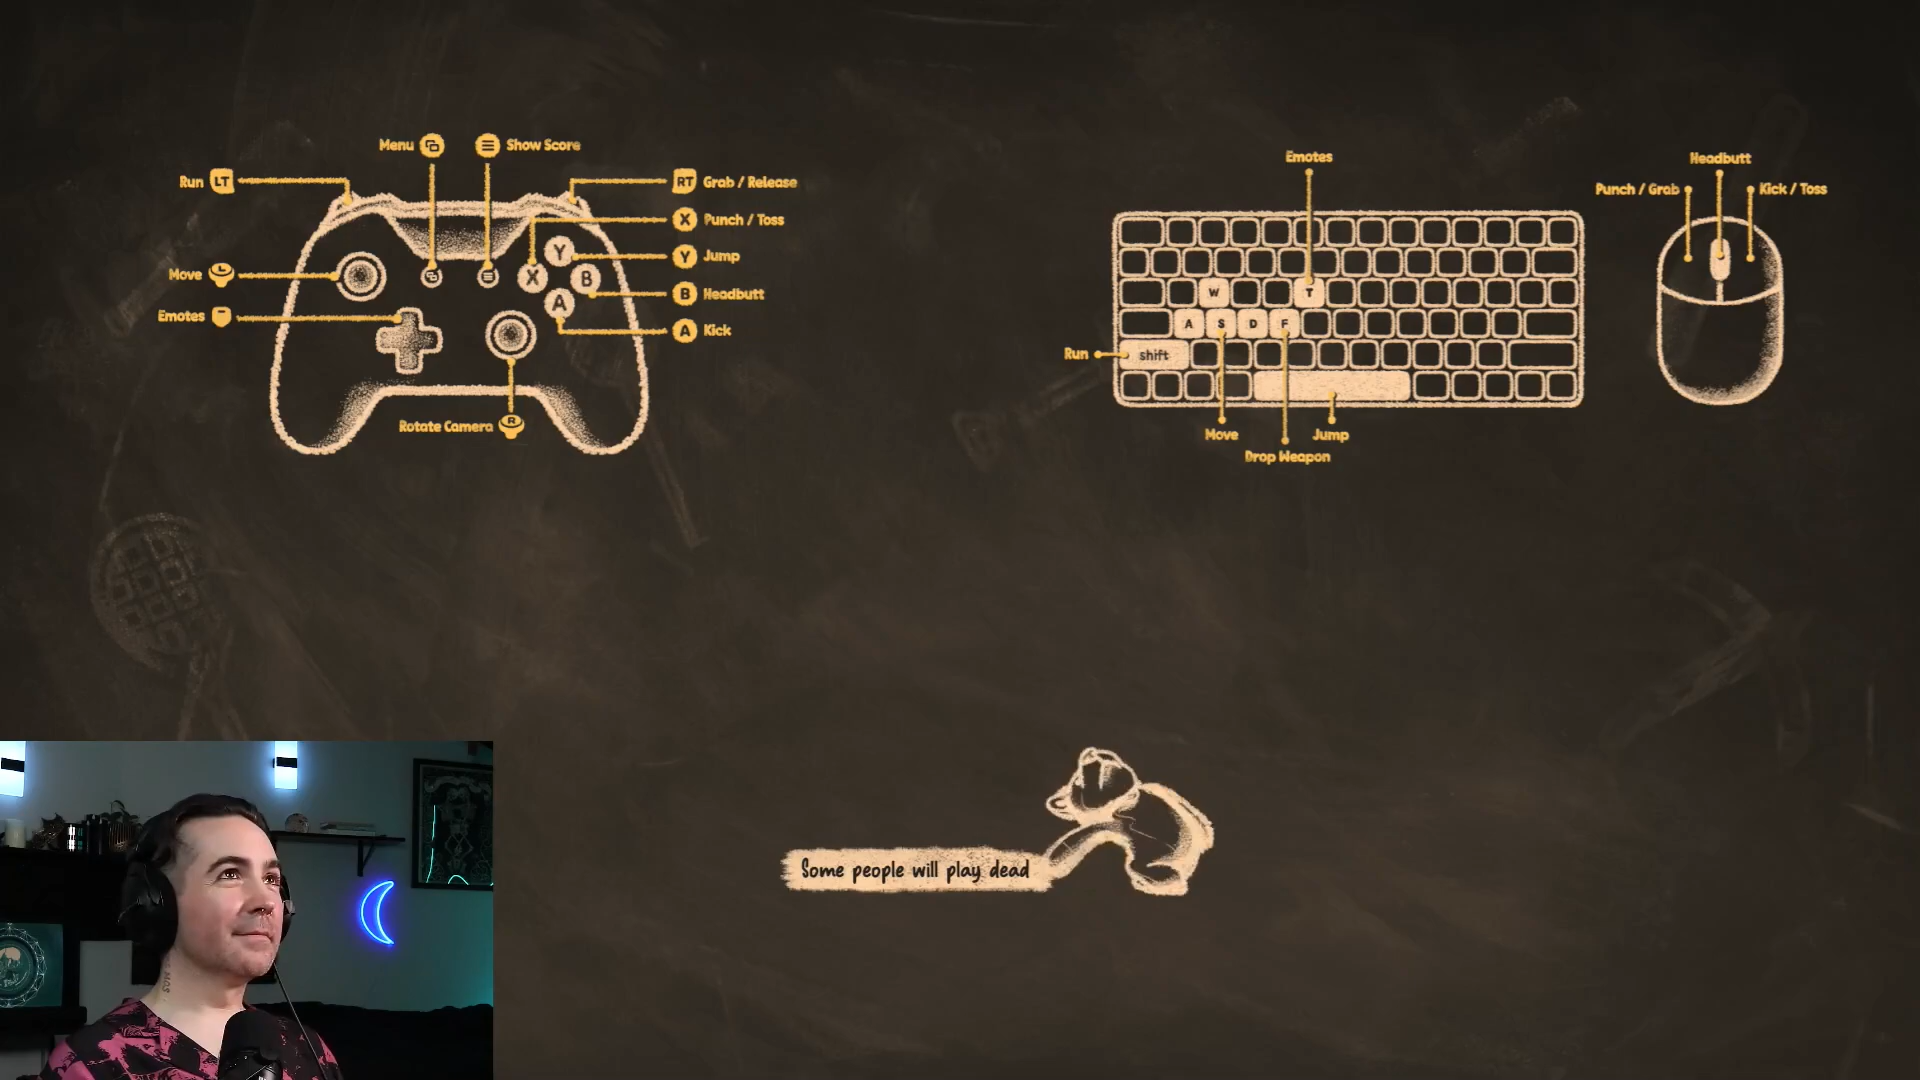 Menu
Show Score
Run LT
RT Grab / Release
X Punch / Toss
Y Jump
B Headbutt
A Kick
Move L
Emotes
Y
X
B
A
Rotate Camera R
Emotes
Headbutt
Punch / Grab
Kick / Toss
W
T
A
S
D
F
Run
shift
Move
Jump
Drop Weapon
Some people will play dead